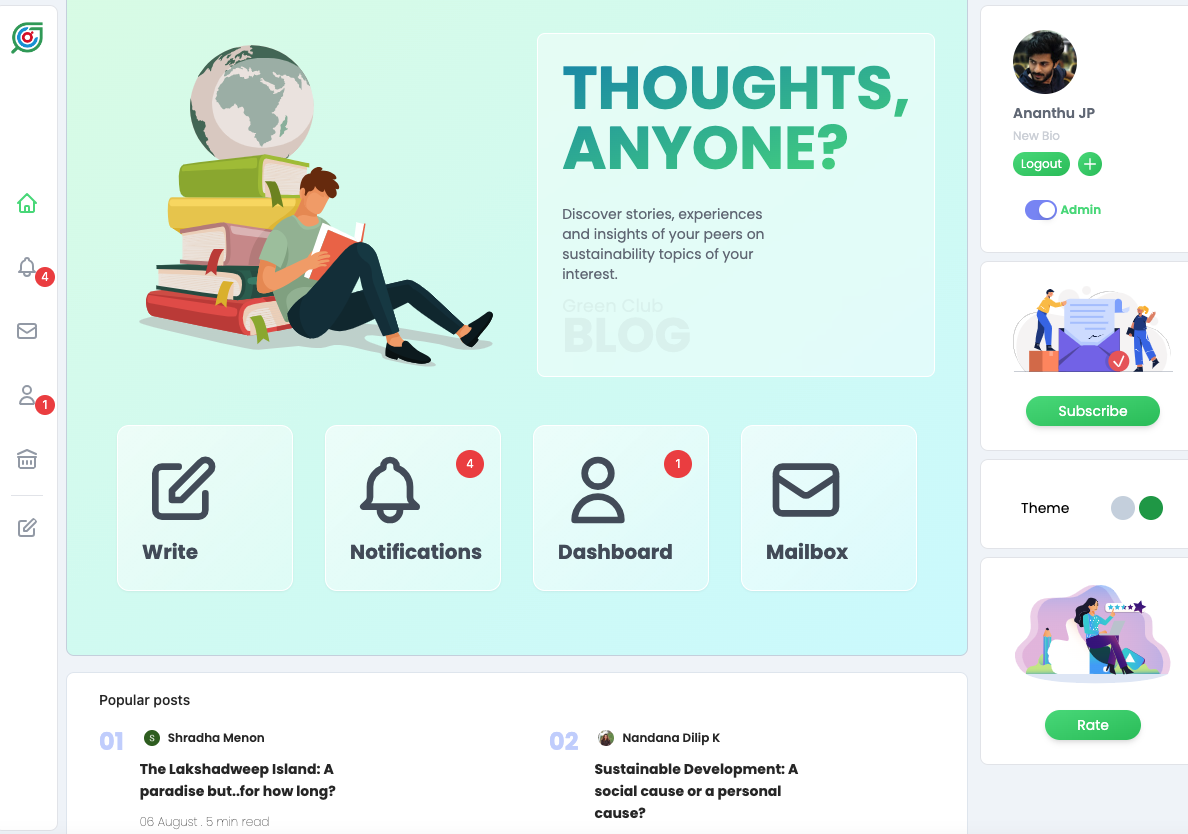 THOUGHTS,
ANYONE?
Discover stories, experiences
and insights of your peers on
sustainability topics of your
interest.
Green Club
BLOG
4
1
Write
4
Notifications
1
Dashboard
Mailbox
Popular posts
01
S
Shradha Menon
The Lakshadweep Island: A
paradise but..for how long?
06 August . 5 min read
02
Nandana Dilip K
Sustainable Development: A
social cause or a personal
cause?
Ananthu JP
New Bio
Logout
Admin
Subscribe
Theme
Rate